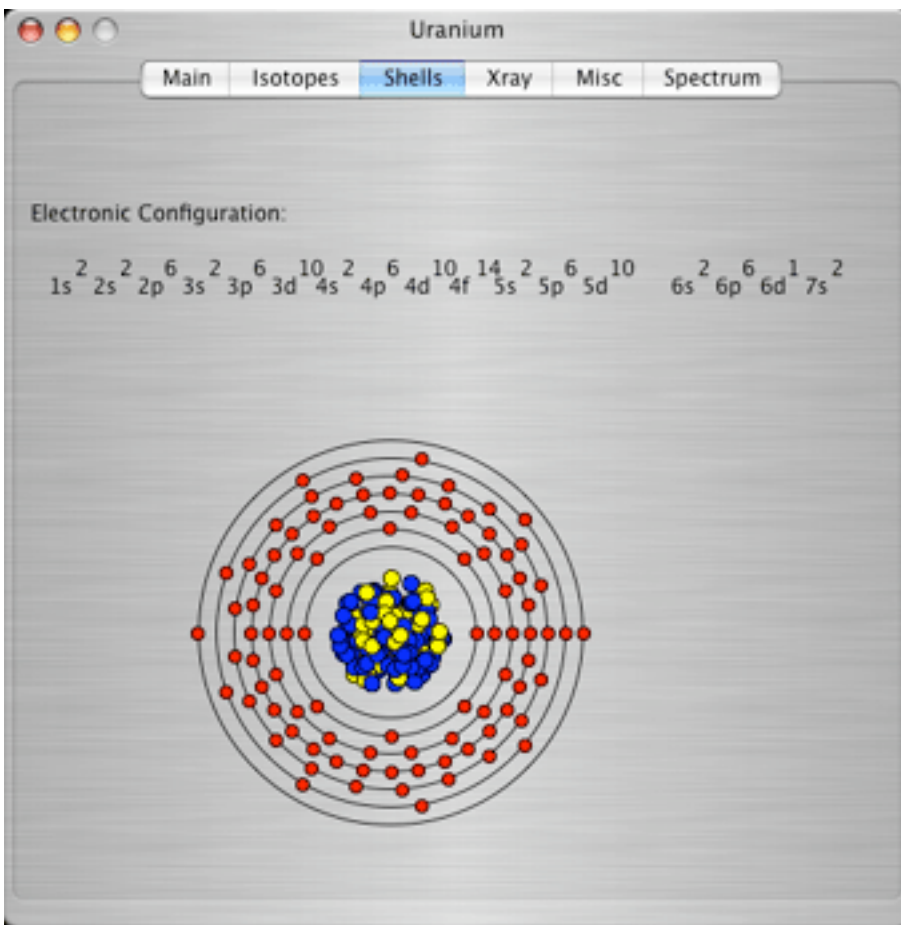 Uranium
Main Isotopes Shells Xray Misc Spectrum
Electronic Configuration:
1s² 2s² 2p⁶ 3s² 3p⁶ 3d¹⁰ 4s² 4p⁶ 4d¹⁰ 4f¹⁴ 5s² 5p⁶ 5d¹⁰ 6s² 6p⁶ 6d¹ 7s²